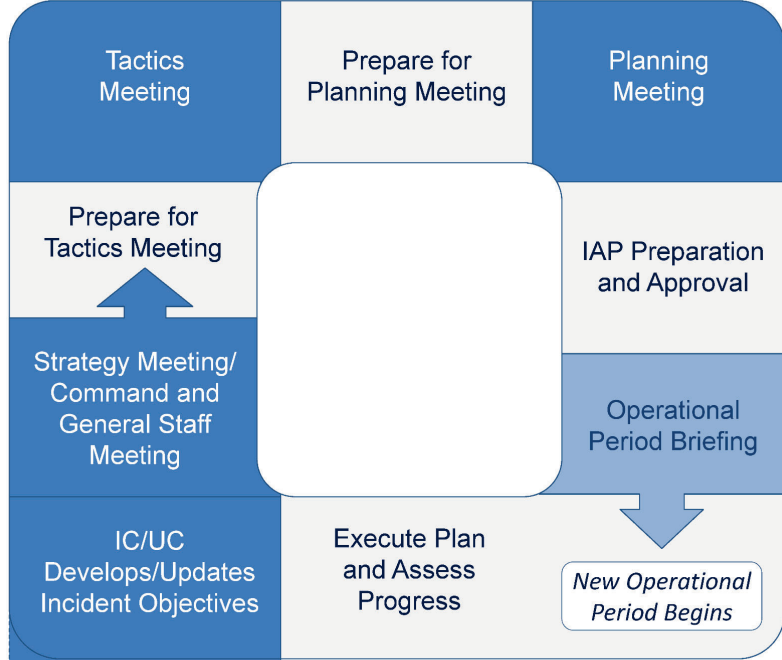 Tactics
Meeting
Prepare for
Planning Meeting
Planning
Meeting
Prepare for
Tactics Meeting
IAP Preparation
and Approval
Strategy Meeting/
Command and
General Staff
Meeting
Operational
Period Briefing
IC/UC
Develops/Updates
Incident Objectives
Execute Plan
and Assess
Progress
New Operational
Period Begins